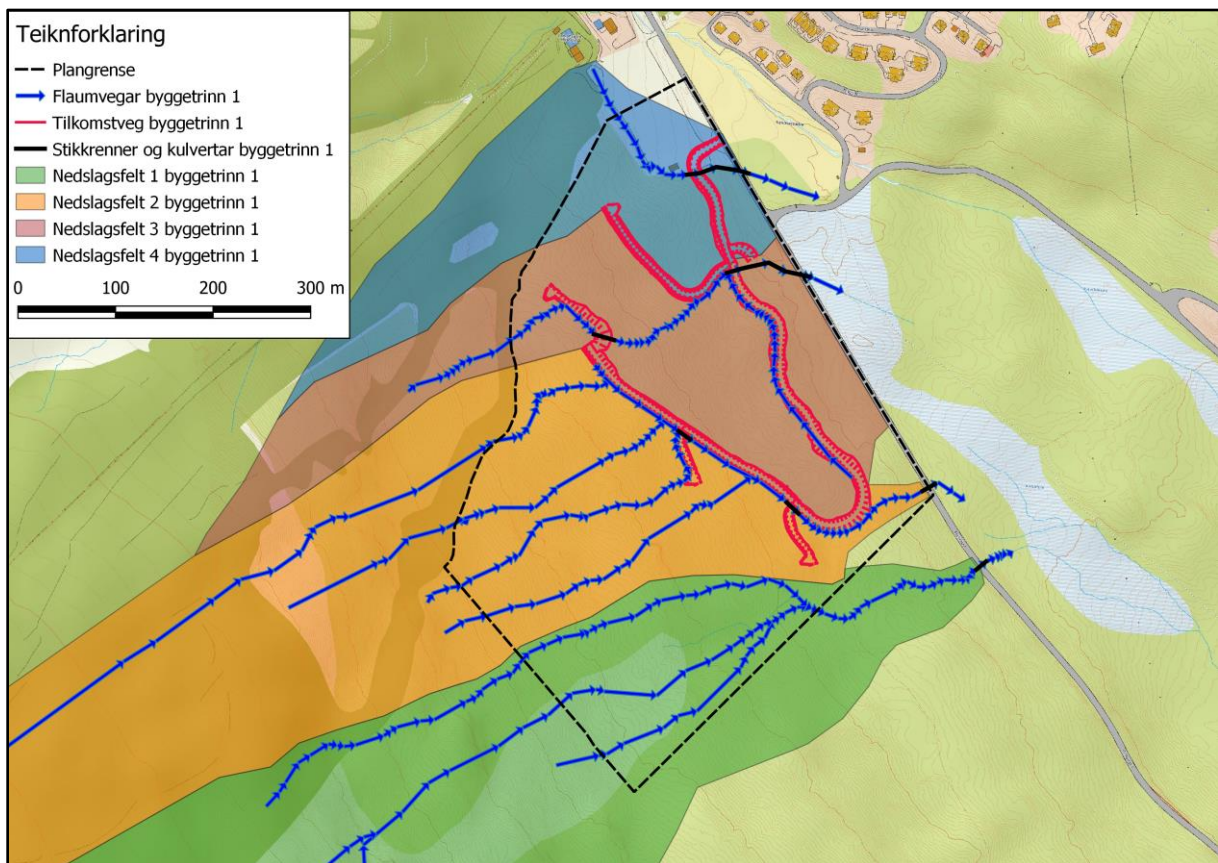 Teiknforklaring
Plangrense
Flaumvegar byggetrinn 1
Tilkomstveg byggetrinn 1
Stikkrenner og kulvertar byggetrinn 1
Nedslagsfelt 1 byggetrinn 1
Nedslagsfelt 2 byggetrinn 1
Nedslagsfelt 3 byggetrinn 1
Nedslagsfelt 4 byggetrinn 1
0 100 200 300 m